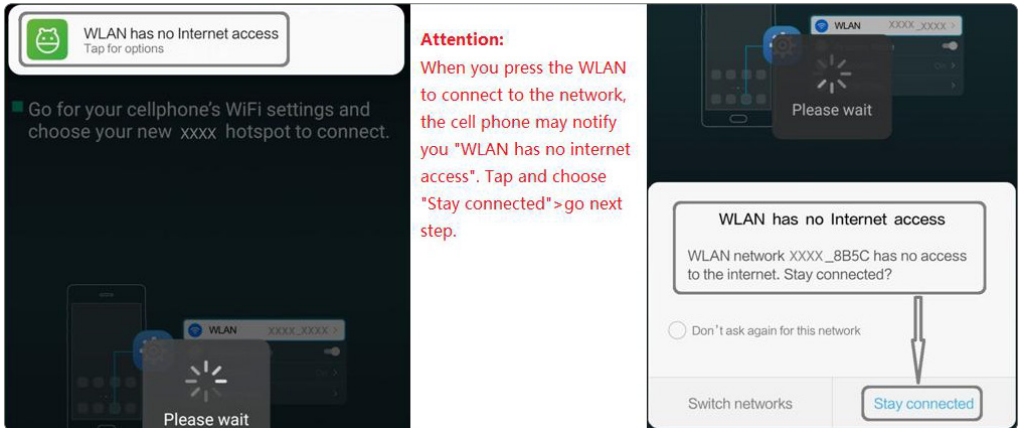 WLAN has no Internet access
Tap for options
Go for your cellphone's WiFi settings and
choose your new xxxx hotspot to connect.
WLAN XXXX_XXXX >
Please wait
Attention:
When you press the WLAN
to connect to the network,
the cell phone may notify
you "WLAN has no internet
access". Tap and choose
"Stay connected">go next
step.
WLAN XXXX_XXXX >
On >
Please wait
WLAN has no Internet access
WLAN network XXXX_8B5C has no access
to the internet. Stay connected?
Don't ask again for this network
Switch networks
Stay connected